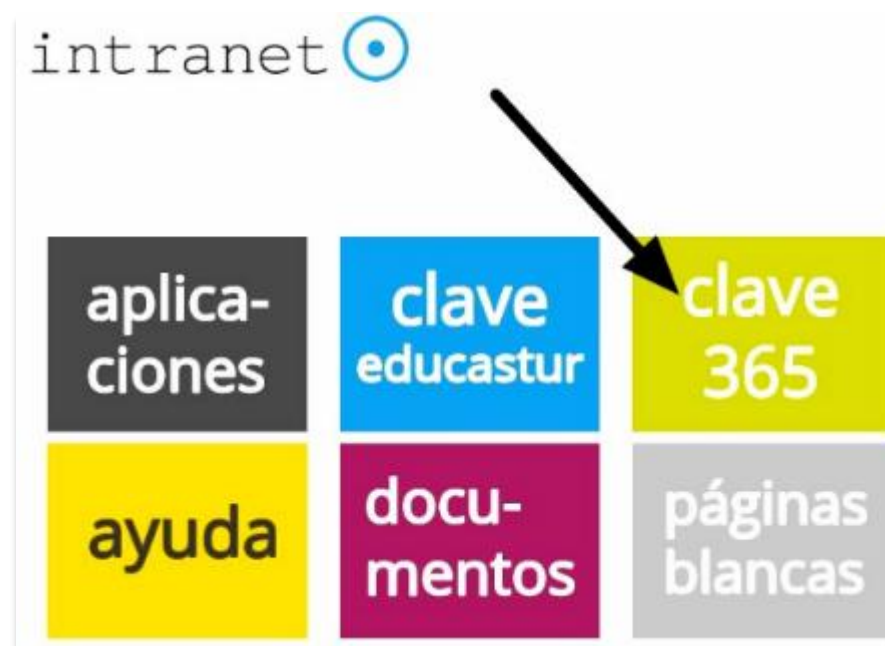 intranet
aplica-
ciones
clave
educastur
clave
365
ayuda
docu-
mentos
páginas
blancas